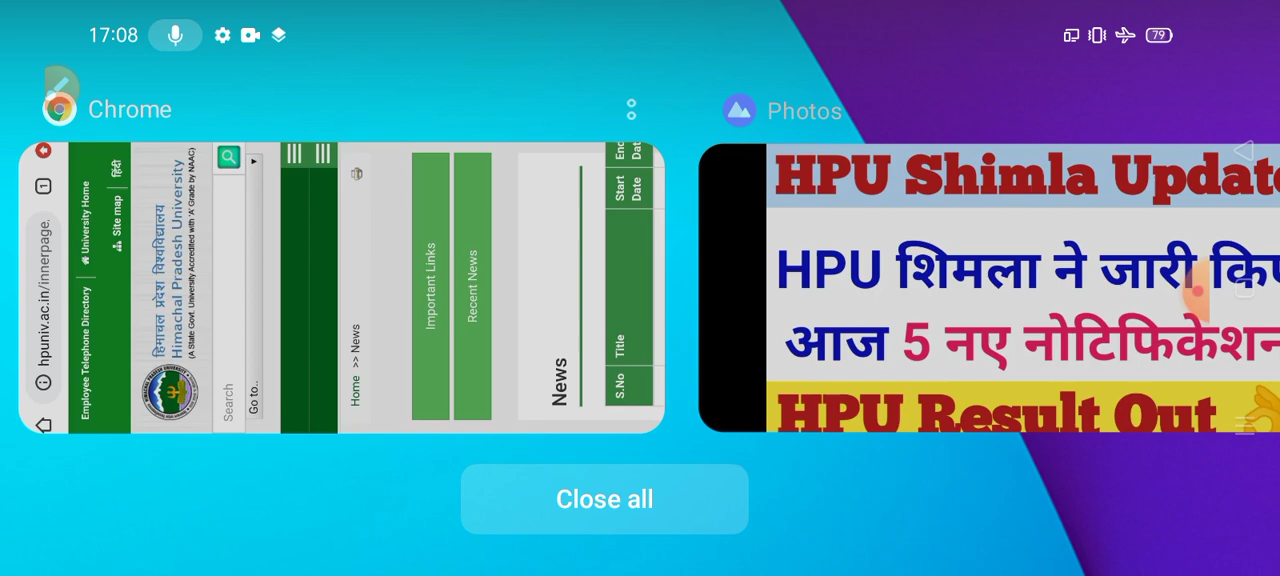 17:08
79
Chrome
Photos
hpuniv.ac.in/innerpage.
1
Employee Telephone Directory
University Home
Site map
हिंदी
हिमाचल प्रदेश विश्वविद्यालय
Himachal Pradesh University
(A State Govt. University Accredited with 'A' Grade by NAAC)
Search
Go to..
Home >> News
Important Links
Recent News
News
S.No
Title
Start
Date
HPU Shimla
HPU शिमला ने जारी
आज 5 नए नोटिफिकेशन
HPU Result Out
Close all